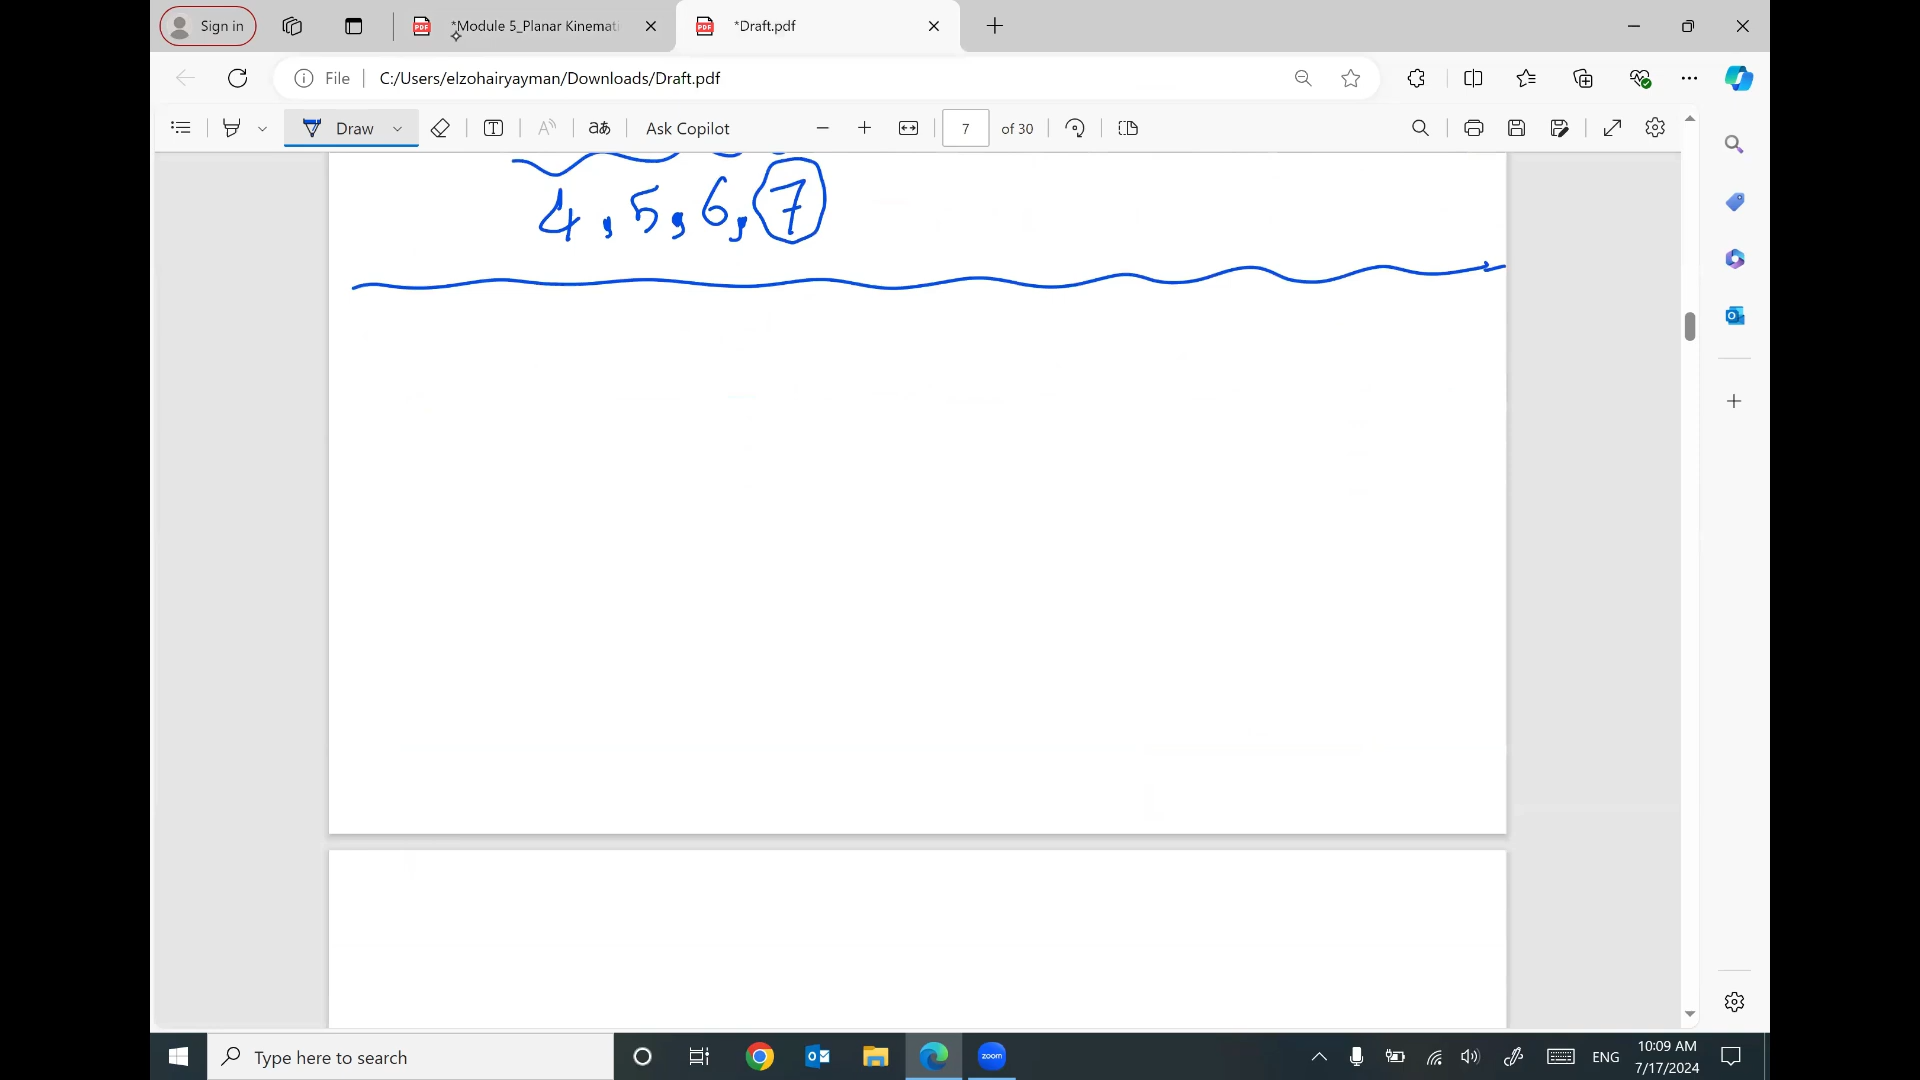 Sign in
*Module 5_Planar Kinemat
*Draft.pdf
File
C:/Users/elzohairyayman/Downloads/Draft.pdf
Draw
Ask Copilot
7
of 30
4, 5, 6, 7
Type here to search
zoom
ENG
10:09 AM
7/17/2024